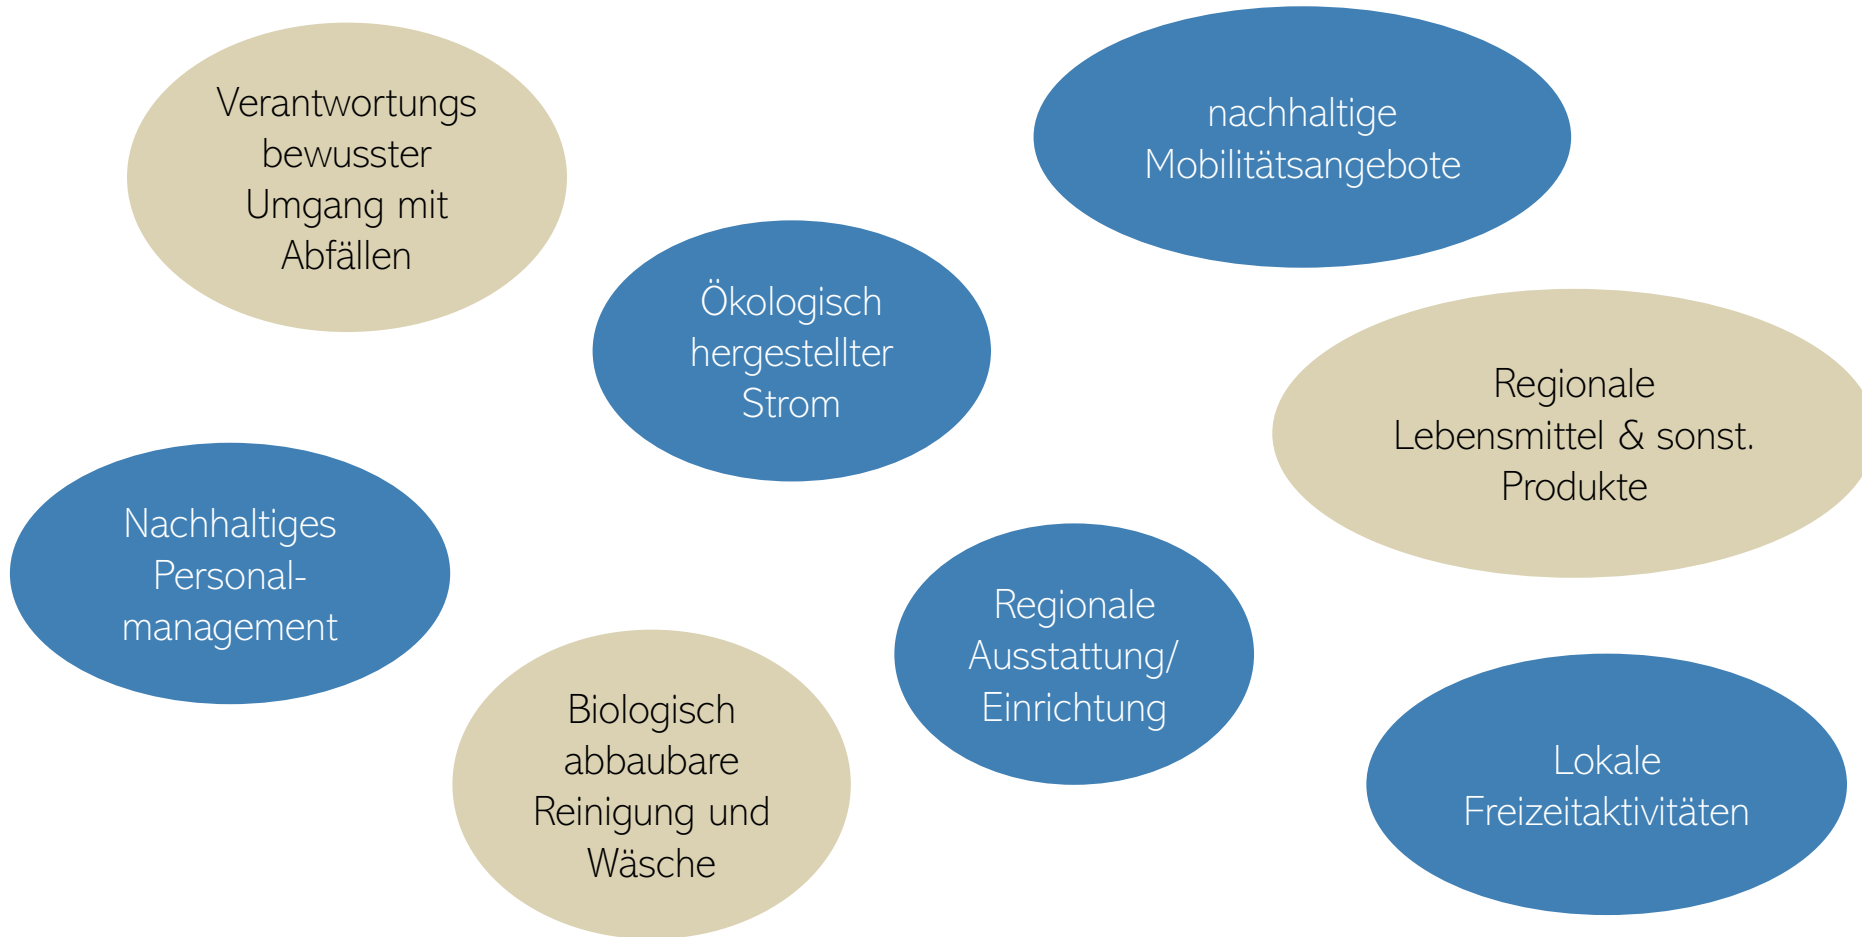 Verantwortungs
bewusster
Umgang mit
Abfällen
nachhaltige
Mobilitätsangebote
Ökologisch
hergestellter
Strom
Regionale
Lebensmittel & sonst.
Produkte
Nachhaltiges
Personal-
management
Regionale
Ausstattung/
Einrichtung
Biologisch
abbaubare
Reinigung und
Wäsche
Lokale
Freizeitaktivitäten